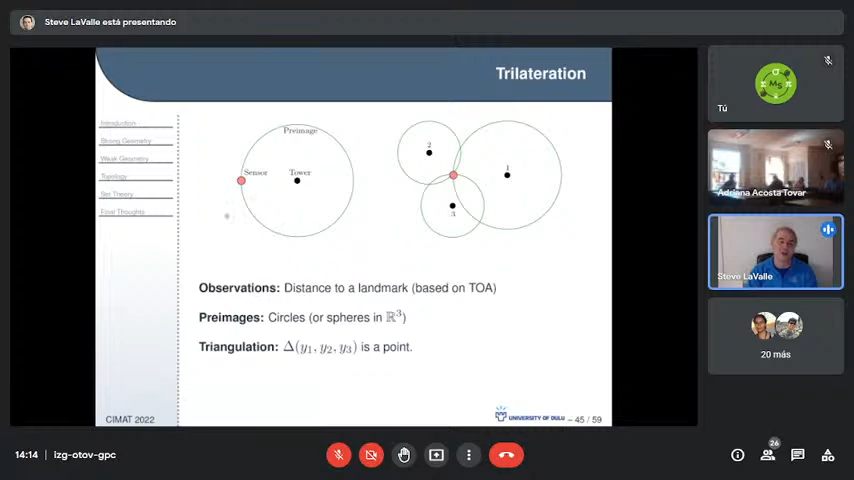 Steve LaValle está presentando
Trilateration
Introduction
Strong Geometry
Weak Geometry
Topology
Set Theory
Final Thoughts
Preimage
Sensor
Tower
2
1
3
Observations: Distance to a landmark (based on TOA)
Preimages: Circles (or spheres in ℝ³)
Triangulation: Δ(y₁, y₂, y₃) is a point.
CIMAT 2022
UNIVERSITY OF OULU
– 45 / 59
Tú
Adriana Acosta Tovar
Steve LaValle
20 más
14:14 | lzg-otov-gpc
26